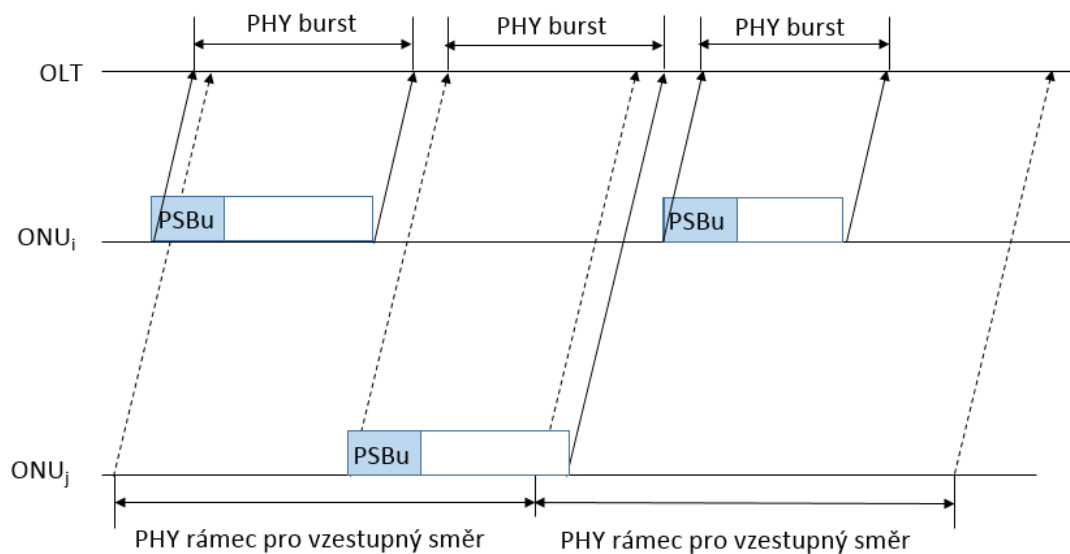 PHY burst
PHY burst
PHY burst
OLT
PSBu
PSBu
ONUi
PSBu
ONUj
PHY rámec pro vzestupný směr
PHY rámec pro vzestupný směr